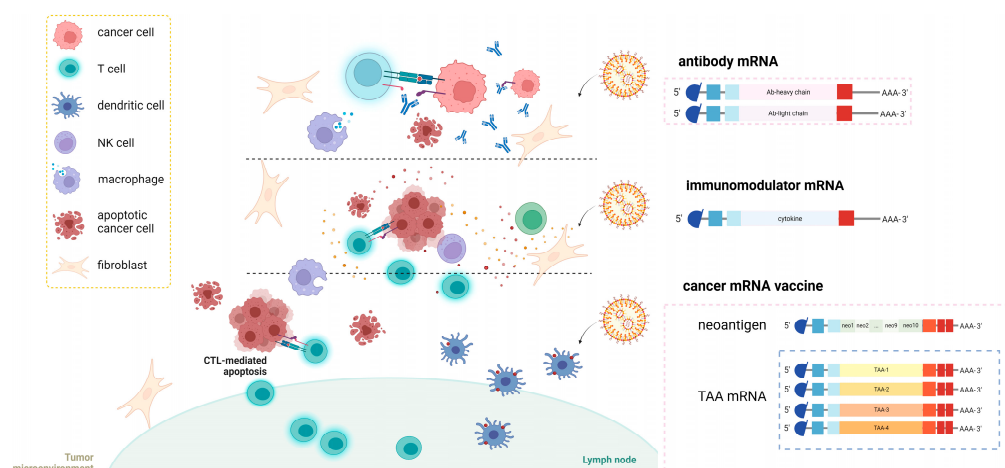 cancer cell
T cell
dendritic cell
NK cell
macrophage
apoptotic
cancer cell
fibroblast
antibody mRNA
5' Ab-heavy chain AAA- 3'
5' Ab-light chain AAA- 3'
immunomodulator mRNA
5' cytokine AAA- 3'
cancer mRNA vaccine
neoantigen
5' neo1 neo2 ... neo9 neo10 AAA- 3'
TAA mRNA
5' TAA-1 AAA- 3'
5' TAA-2 AAA- 3'
5' TAA-3 AAA- 3'
5' TAA-4 AAA- 3'
CTL-mediated
apoptosis
Tumor
microenvironment
Lymph node